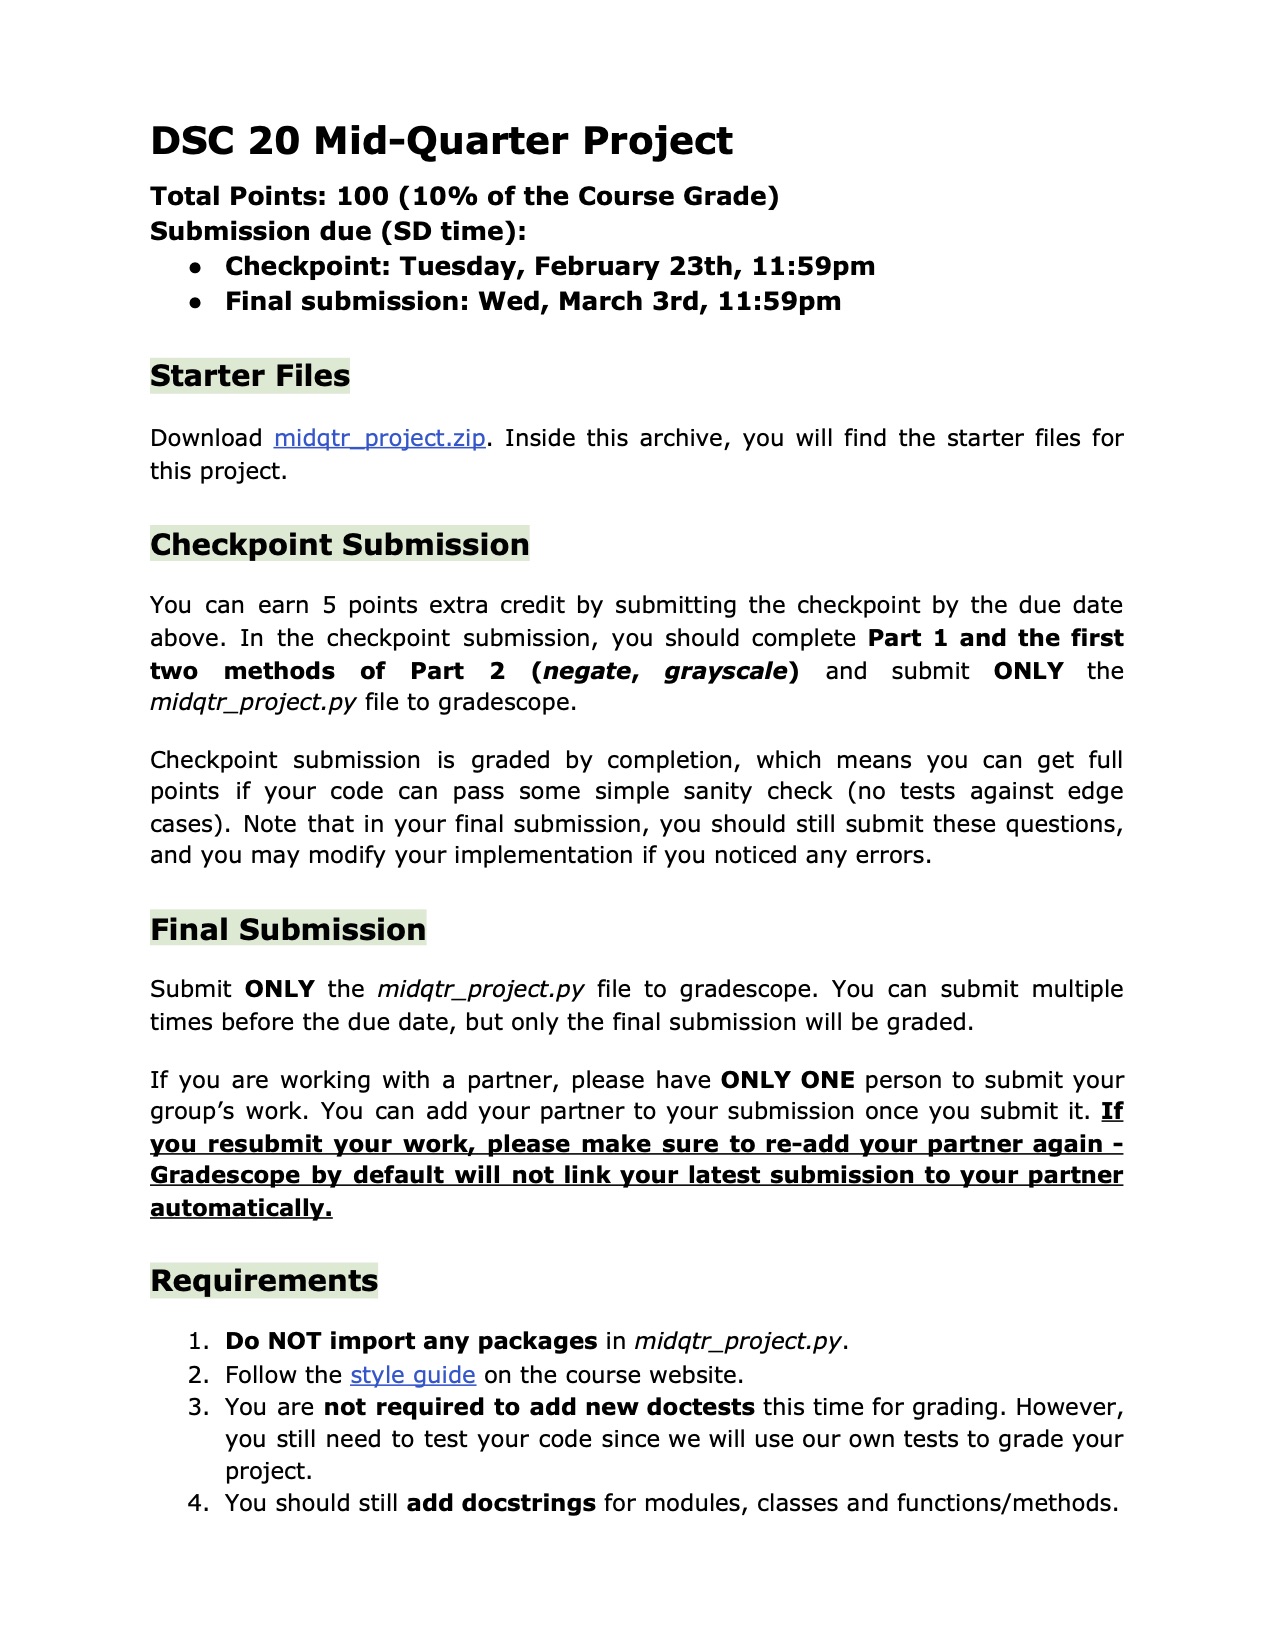 DSC 20 Mid-Quarter Project
Total Points: 100 (10% of the Course Grade)
Submission due (SD time):
● Checkpoint: Tuesday, February 23th, 11:59pm
● Final submission: Wed, March 3rd, 11:59pm
Starter Files
Download midqtr_project.zip. Inside this archive, you will find the starter files for
this project.
Checkpoint Submission
You can earn 5 points extra credit by submitting the checkpoint by the due date
above. In the checkpoint submission, you should complete Part 1 and the first
two methods of Part 2 (negate, grayscale) and submit ONLY the
midqtr_project.py file to gradescope.
Checkpoint submission is graded by completion, which means you can get full
points if your code can pass some simple sanity check (no tests against edge
cases). Note that in your final submission, you should still submit these questions,
and you may modify your implementation if you noticed any errors.
Final Submission
Submit ONLY the midqtr_project.py file to gradescope. You can submit multiple
times before the due date, but only the final submission will be graded.
If you are working with a partner, please have ONLY ONE person to submit your
group’s work. You can add your partner to your submission once you submit it. If
you resubmit your work, please make sure to re-add your partner again -
Gradescope by default will not link your latest submission to your partner
automatically.
Requirements
1. Do NOT import any packages in midqtr_project.py.
2. Follow the style guide on the course website.
3. You are not required to add new doctests this time for grading. However,
you still need to test your code since we will use our own tests to grade your
project.
4. You should still add docstrings for modules, classes and functions/methods.